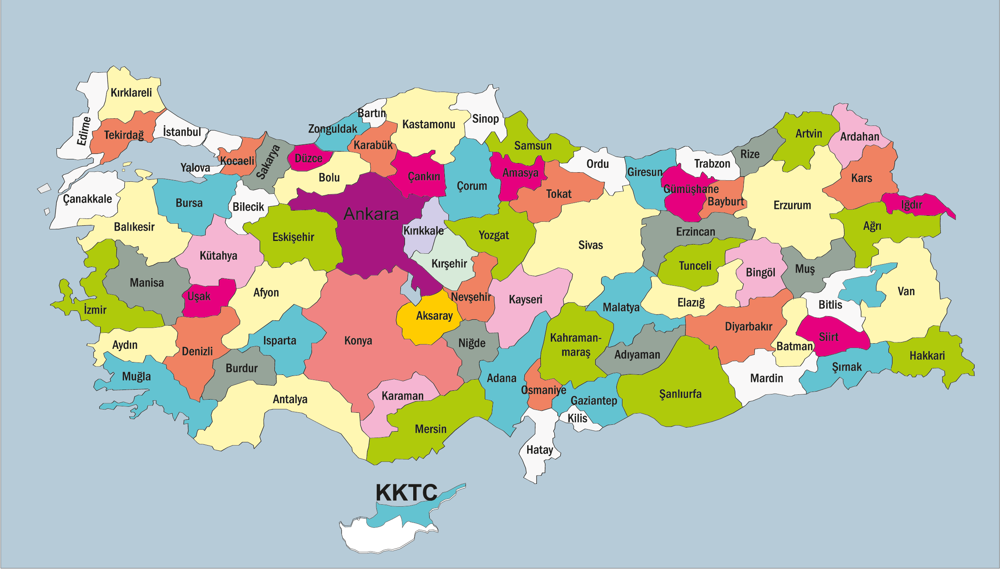 Kırklareli
Edirne
Tekirdağ
İstanbul
Bartın
Kastamonu
Sinop
Zonguldak
Karabük
Samsun
Artvin
Ardahan
Yalova
Kocaeli
Sakarya
Düzce
Bolu
Çankırı
Çorum
Amasya
Tokat
Ordu
Giresun
Trabzon
Rize
Gümüşhane
Bayburt
Kars
Iğdır
Çanakkale
Bursa
Bilecik
Ankara
Erzurum
Ağrı
Balıkesir
Eskişehir
Kırıkkale
Yozgat
Sivas
Erzincan
Kütahya
Kırşehir
Tunceli
Bingöl
Muş
Manisa
Uşak
Afyon
Nevşehir
Kayseri
Malatya
Elazığ
Bitlis
Van
İzmir
Aksaray
Aydın
Denizli
Isparta
Konya
Niğde
Kahraman-
maraş
Adıyaman
Diyarbakır
Batman
Siirt
Hakkari
Muğla
Burdur
Adana
Şırnak
Mardin
Antalya
Karaman
Osmaniye
Gaziantep
Şanlıurfa
Mersin
Kilis
Hatay
KKTC